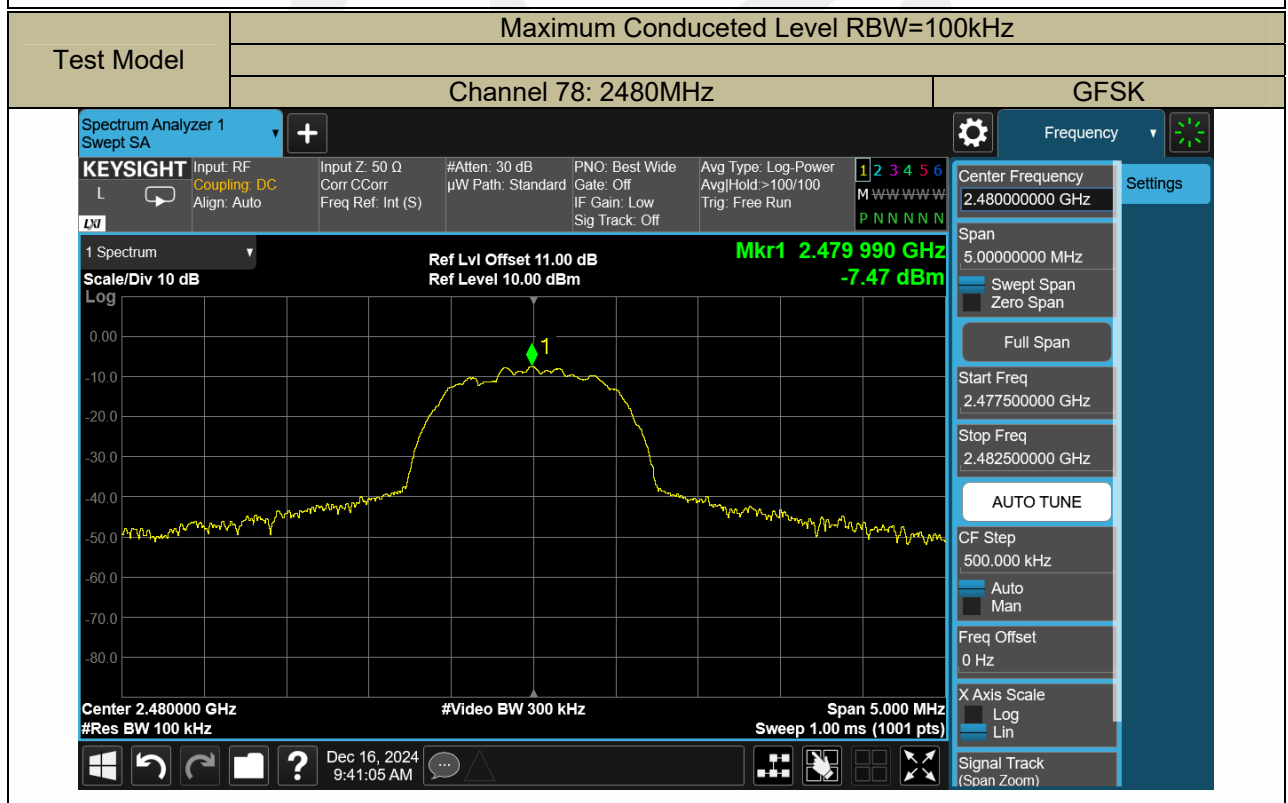 Maximum Conduceted Level RBW=100kHz
Test Model
Channel 78: 2480MHz GFSK
Spectrum Analyzer 1
Swept SA
+
Frequency
KEYSIGHT
L
LXI
Input: RF
Coupling: DC
Align: Auto
Input Z: 50 Ω
Corr CCorr
Freq Ref: Int (S)
#Atten: 30 dB
µW Path: Standard
PNO: Best Wide
Gate: Off
IF Gain: Low
Sig Track: Off
Avg Type: Log-Power
Avg|Hold:>100/100
Trig: Free Run
1 2 3 4 5 6
M W W W W W
P N N N N N
1 Spectrum
Scale/Div 10 dB
Log
Ref Lvl Offset 11.00 dB
Ref Level 10.00 dBm
Mkr1 2.479 990 GHz
-7.47 dBm
1
0.00
-10.0
-20.0
-30.0
-40.0
-50.0
-60.0
-70.0
-80.0
Center 2.480000 GHz
#Res BW 100 kHz
#Video BW 300 kHz
Span 5.000 MHz
Sweep 1.00 ms (1001 pts)
?
Dec 16, 2024
9:41:05 AM
Center Frequency
2.480000000 GHz
Settings
Span
5.00000000 MHz
Swept Span
Zero Span
Full Span
Start Freq
2.477500000 GHz
Stop Freq
2.482500000 GHz
AUTO TUNE
CF Step
500.000 kHz
Auto
Man
Freq Offset
0 Hz
X Axis Scale
Log
Lin
Signal Track
(Span Zoom)